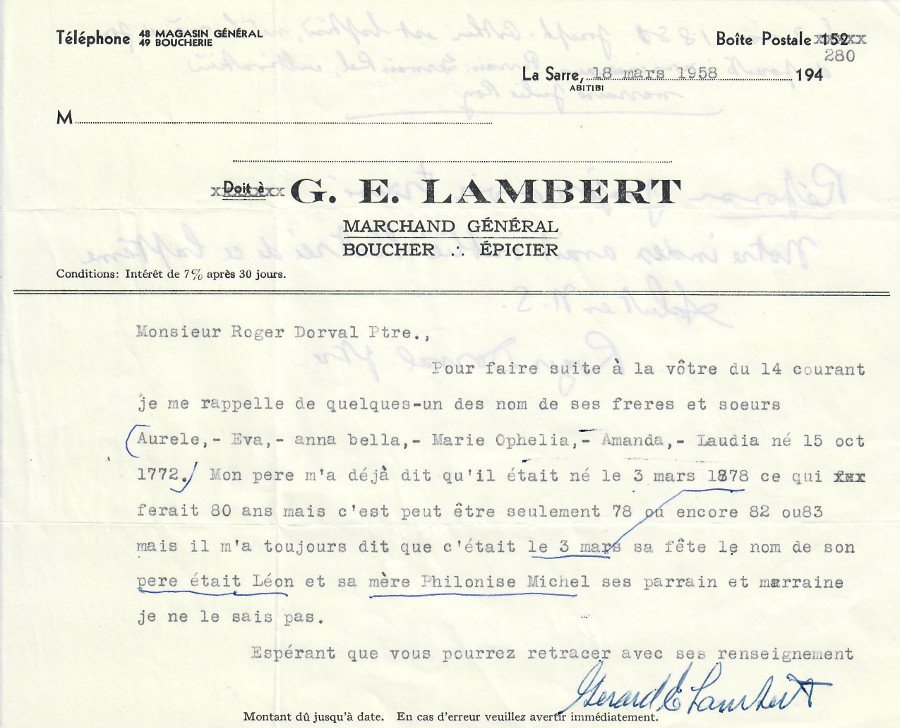 Téléphone 48 MAGASIN GÉNÉRAL
49 BOUCHERIE
Boîte Postale 152
280
La Sarre, 18 mars 1958 194
ABITIBI
M
Doit à G. E. LAMBERT
MARCHAND GÉNÉRAL
BOUCHER ∴ ÉPICIER
Conditions: Intérêt de 7% après 30 jours.
Monsieur Roger Dorval Ptre.,
Pour faire suite à la vôtre du 14 courant
je me rappelle de quelques-un des nom de ses freres et soeurs
(Aurele,- Eva,- anna bella,- Marie Ophelia,- Amanda,- Laudia né 15 oct
1772.) Mon pere m'a déjà dit qu'il était né le 3 mars 1878 ce qui
ferait 80 ans mais c'est peut être seulement 78 ou encore 82 ou83
mais il m'a toujours dit que c'était le 3 mars sa fête le nom de son
pere était Léon et sa mère Philonise Michel ses parrain et marraine
je ne le sais pas.
Espérant que vous pourrez retracer avec ses renseignement
Gerard E Lambert
Montant dû jusqu'à date. En cas d'erreur veuillez avertir immédiatement.